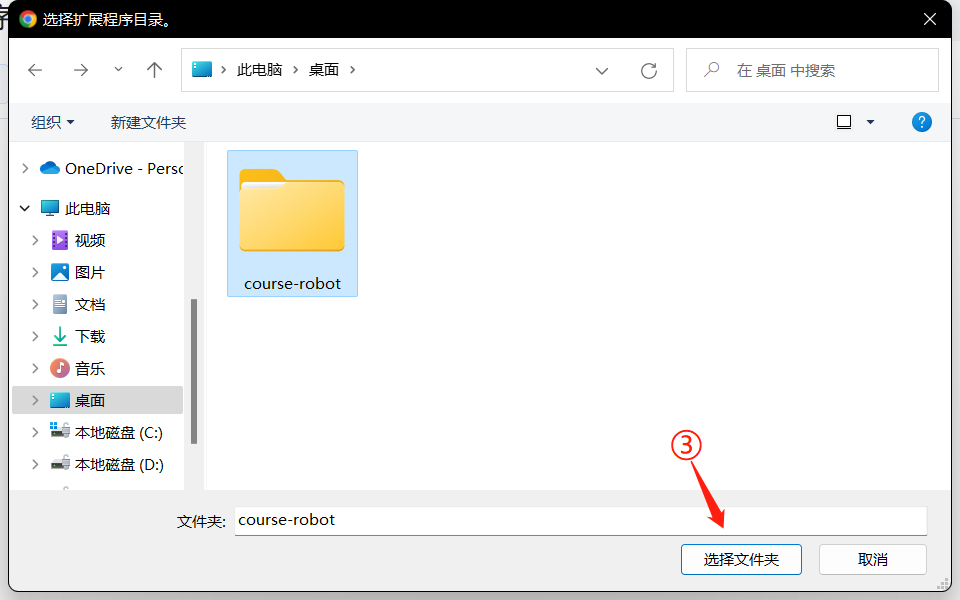 选择扩展程序目录。
此电脑 桌面
在 桌面 中搜索
组织
新建文件夹
?
OneDrive - Perso
此电脑
视频
图片
文档
下载
音乐
桌面
本地磁盘 (C:)
本地磁盘 (D:)
course-robot
③
文件夹: course-robot
选择文件夹
取消